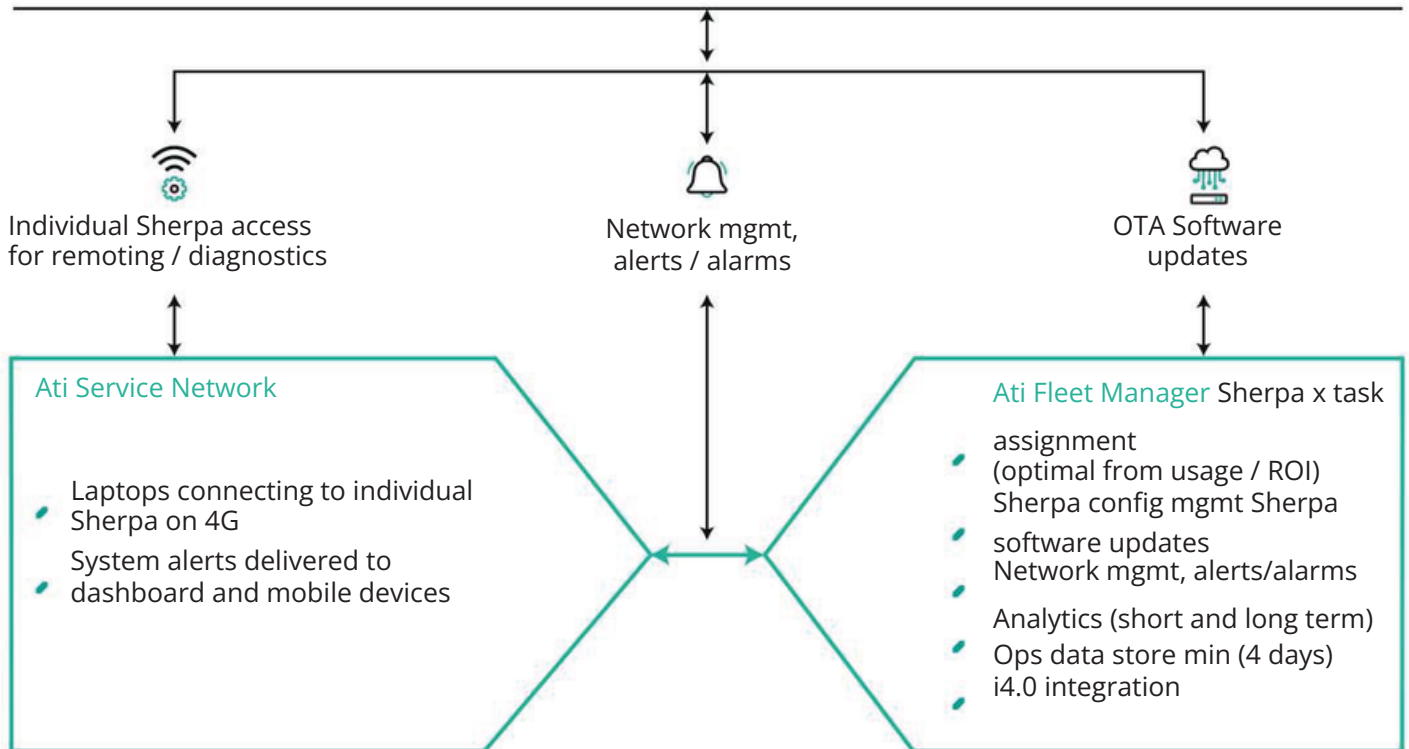 Individual Sherpa access
for remoting / diagnostics
Network mgmt,
alerts / alarms
OTA Software
updates
Ati Service Network
Laptops connecting to individual
Sherpa on 4G
System alerts delivered to
dashboard and mobile devices
Ati Fleet Manager Sherpa x task
assignment
(optimal from usage / ROI)
Sherpa config mgmt Sherpa
software updates
Network mgmt, alerts/alarms
Analytics (short and long term)
Ops data store min (4 days)
i4.0 integration